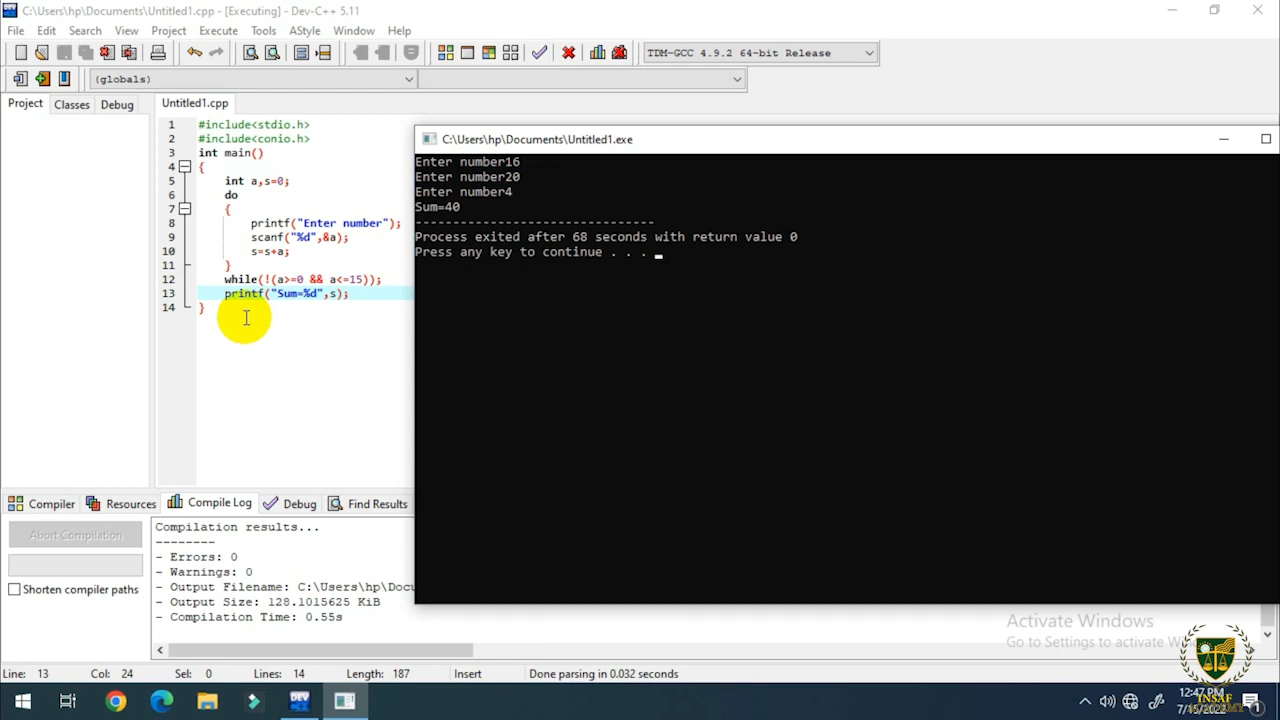 C:\Users\hp\Documents\Untitled1.cpp - [Executing] - Dev-C++ 5.11
File Edit Search View Project Execute Tools AStyle Window Help
TDM-GCC 4.9.2 64-bit Release
(globals)
Project Classes Debug
Untitled1.cpp
1 #include<stdio.h>
2 #include<conio.h>
3 int main()
4 {
5 int a,s=0;
6 do
7 {
8 printf("Enter number");
9 scanf("%d",&a);
10 s=s+a;
11 }
12 while(!(a>=0 && a<=15));
13 printf("Sum=%d",s);
14 }
C:\Users\hp\Documents\Untitled1.exe
Enter number16
Enter number20
Enter number4
Sum=40
--------------------------------
Process exited after 68 seconds with return value 0
Press any key to continue . . .
Compiler Resources Compile Log Debug Find Results
Abort Compilation
Shorten compiler paths
Compilation results...
--------
- Errors: 0
- Warnings: 0
- Output Filename: C:\Users\hp\Docu
- Output Size: 128.1015625 KiB
- Compilation Time: 0.55s
Activate Windows
Go to Settings to activate W
Line: 13 Col: 24 Sel: 0 Lines: 14 Length: 187 Insert Done parsing in 0.032 seconds
DEV
12:47 PM
7/15/2022
INSAF
ACADEMY
1